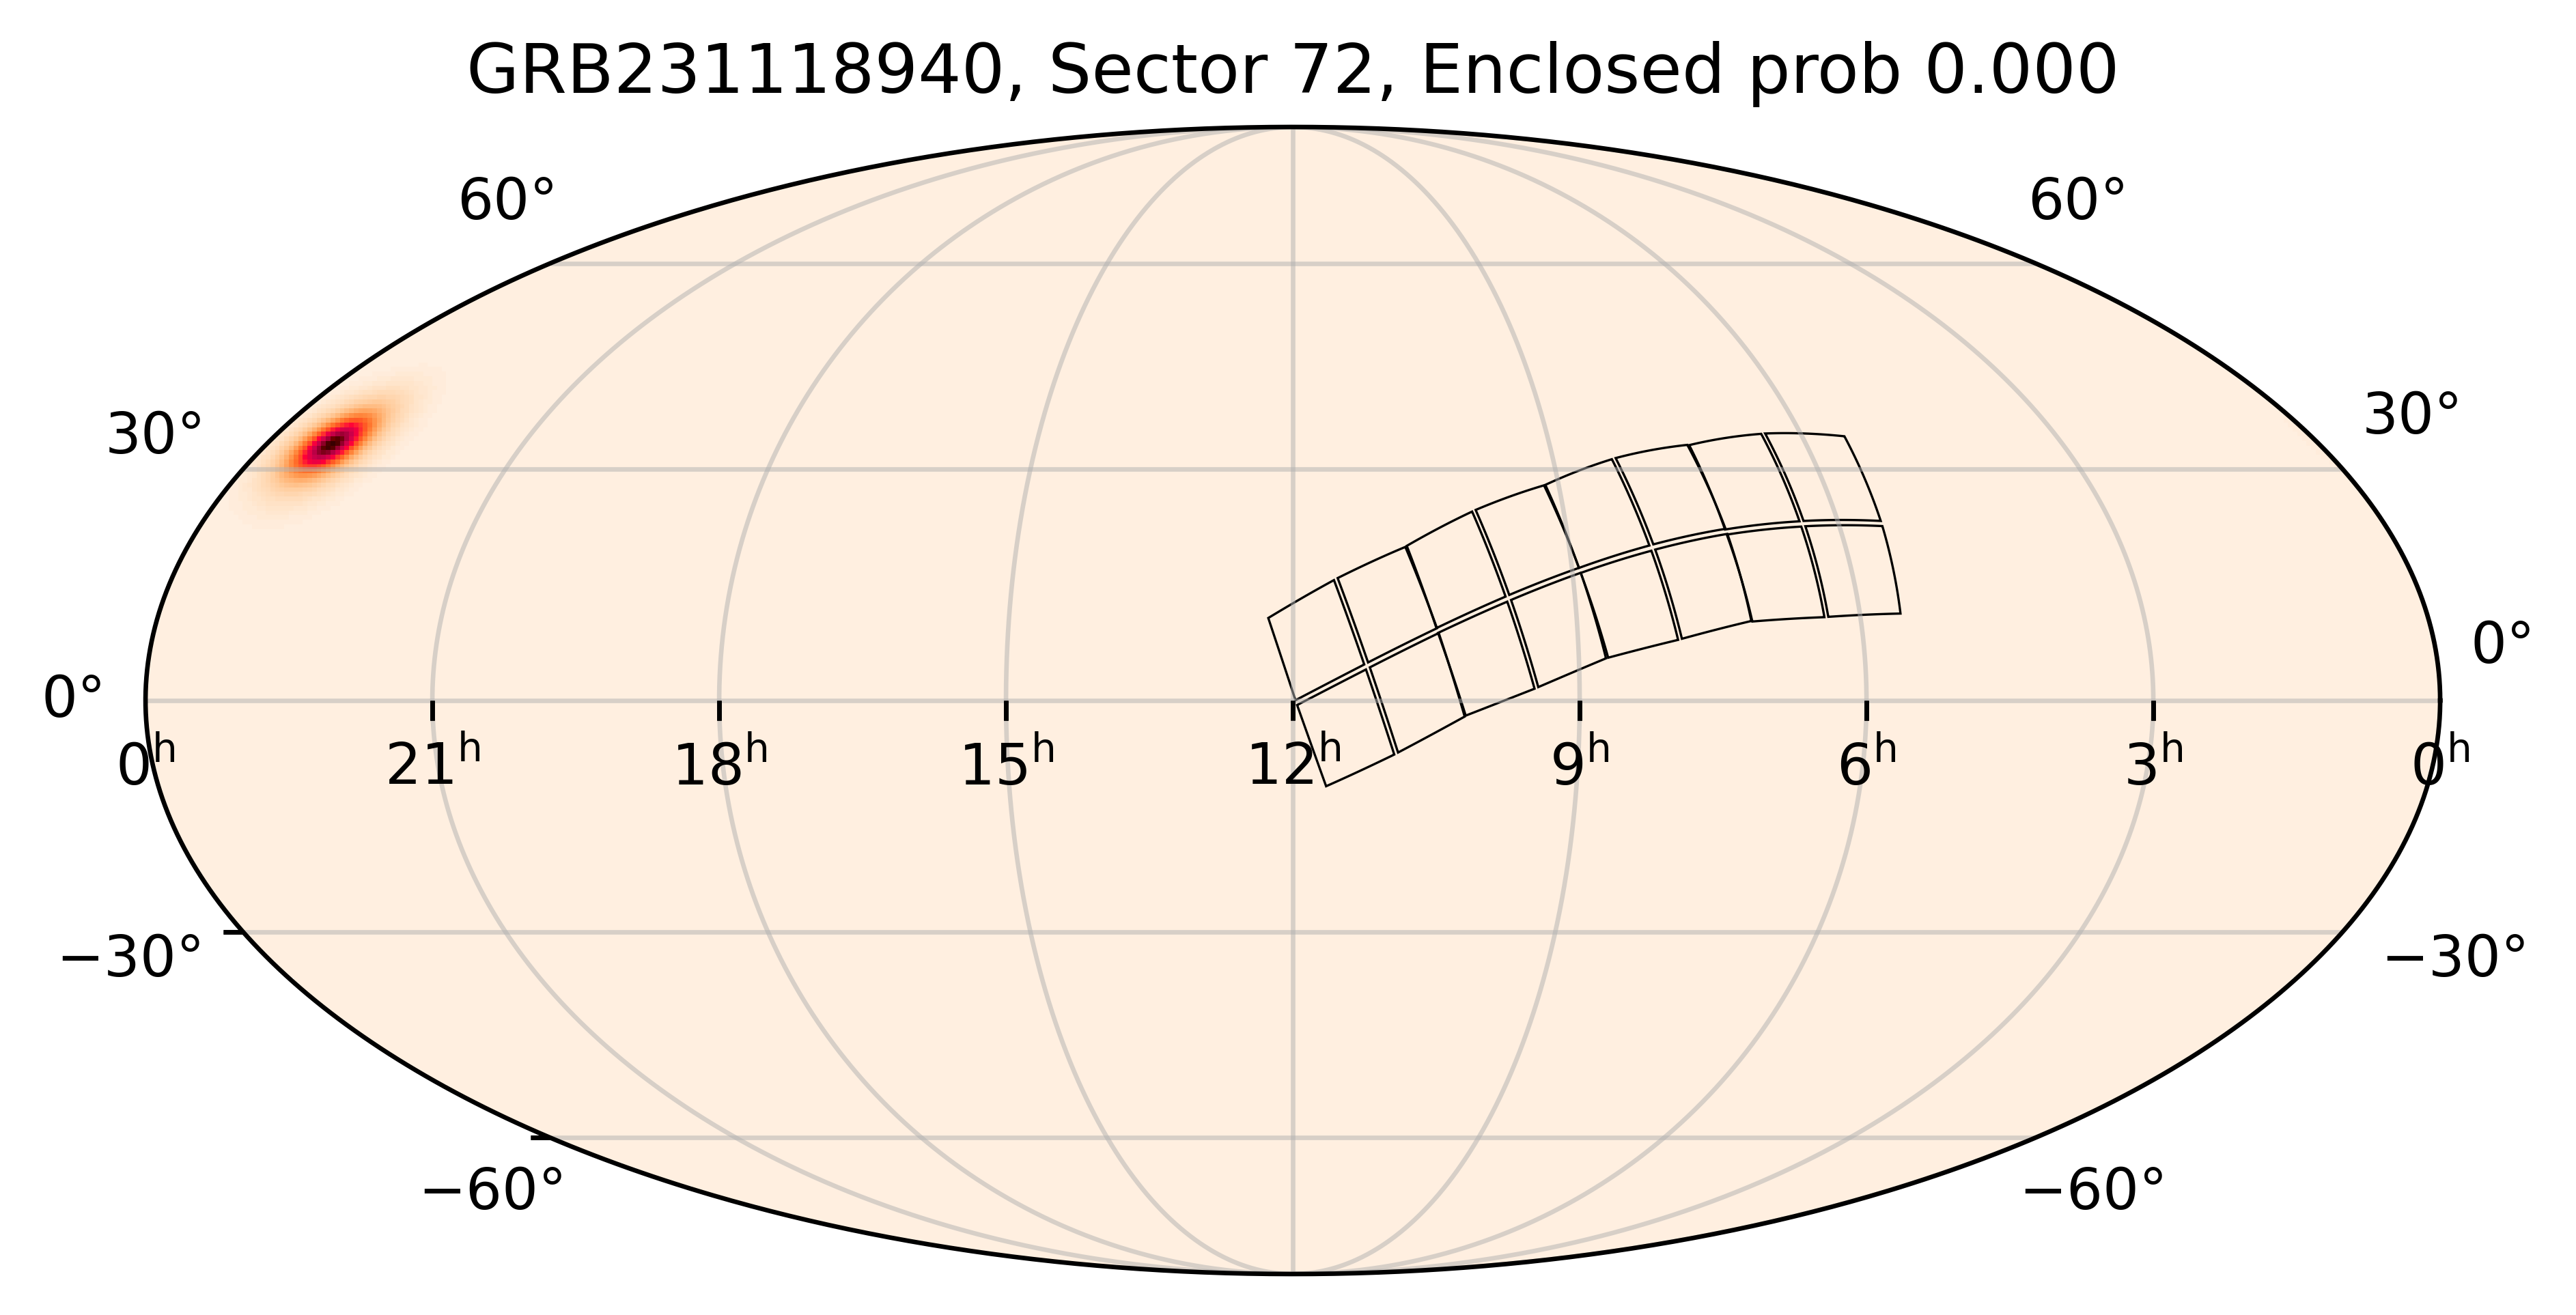 GRB231118940, Sector 72, Enclosed prob 0.000
60° 60°
30° 30°
0° 0°
0ʰ 21ʰ 18ʰ 15ʰ 12ʰ 9ʰ 6ʰ 3ʰ 0ʰ
−30° −30°
−60° −60°